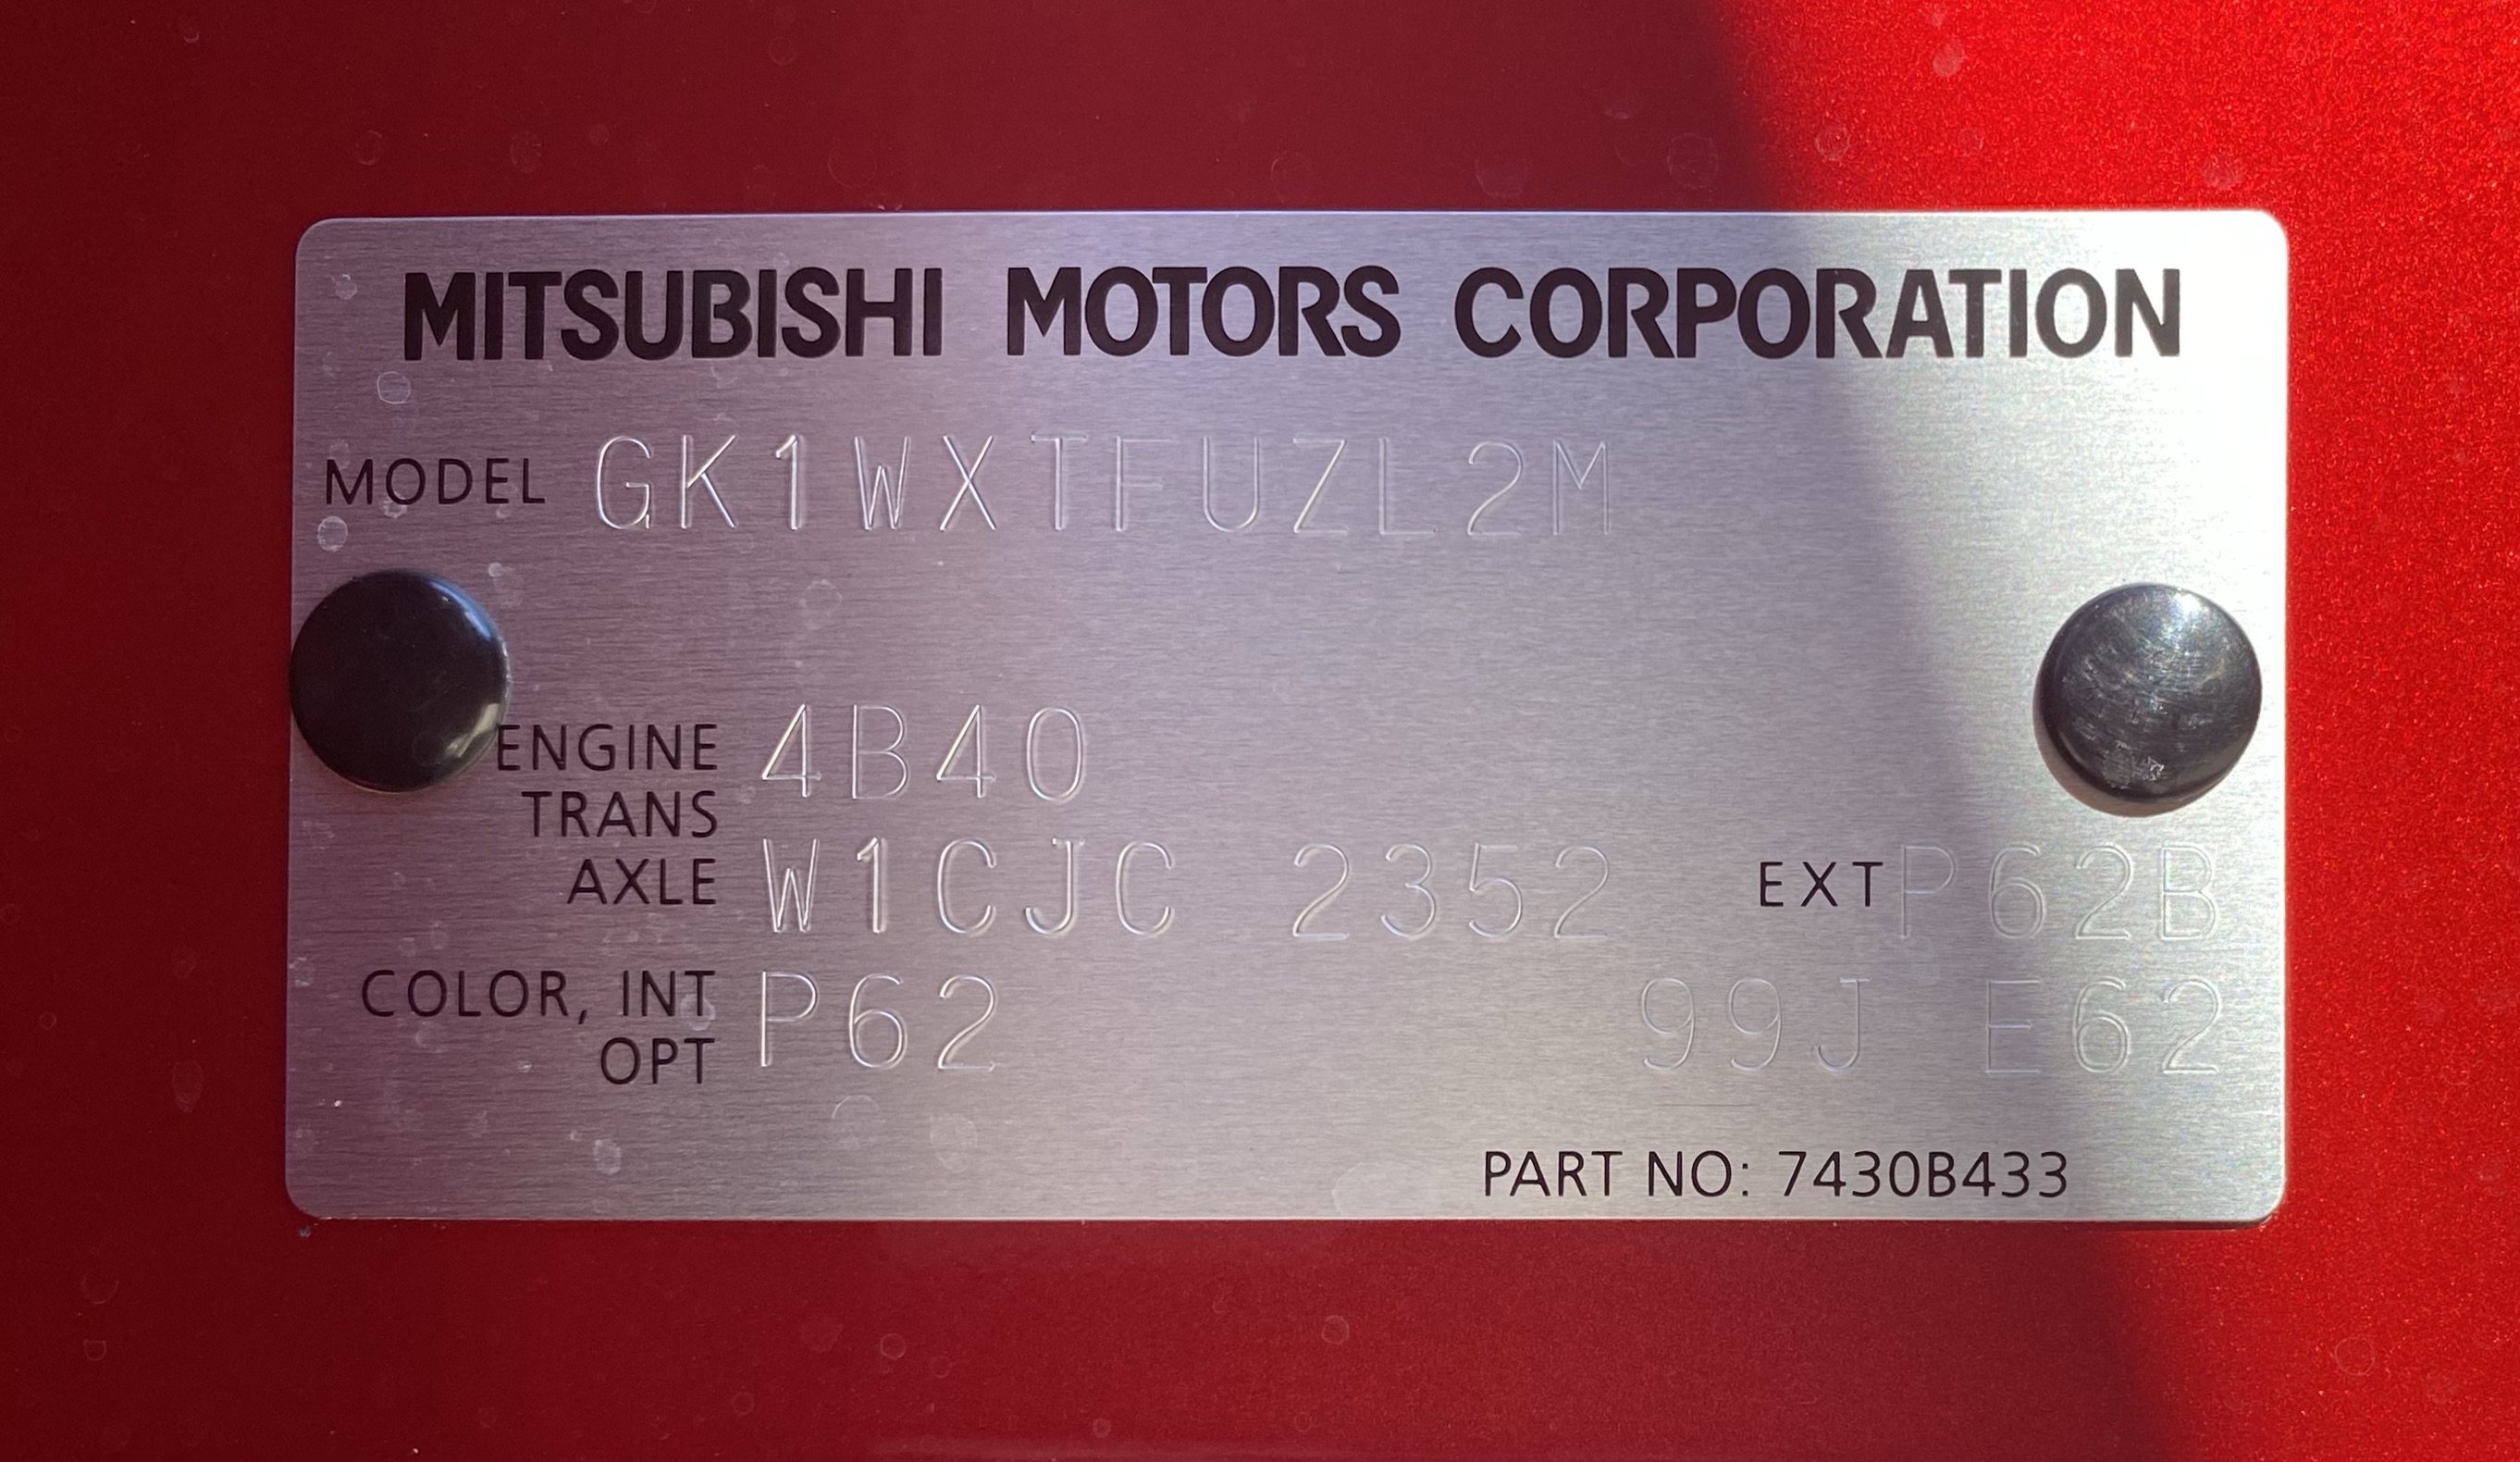 MITSUBISHI MOTORS CORPORATION
MODEL GK1WXTFUZL2M
ENGINE 4B40
TRANS
AXLE W1CJC 2352 EXT P62B
COLOR, INT
OPT P62 99J E62
PART NO: 7430B433